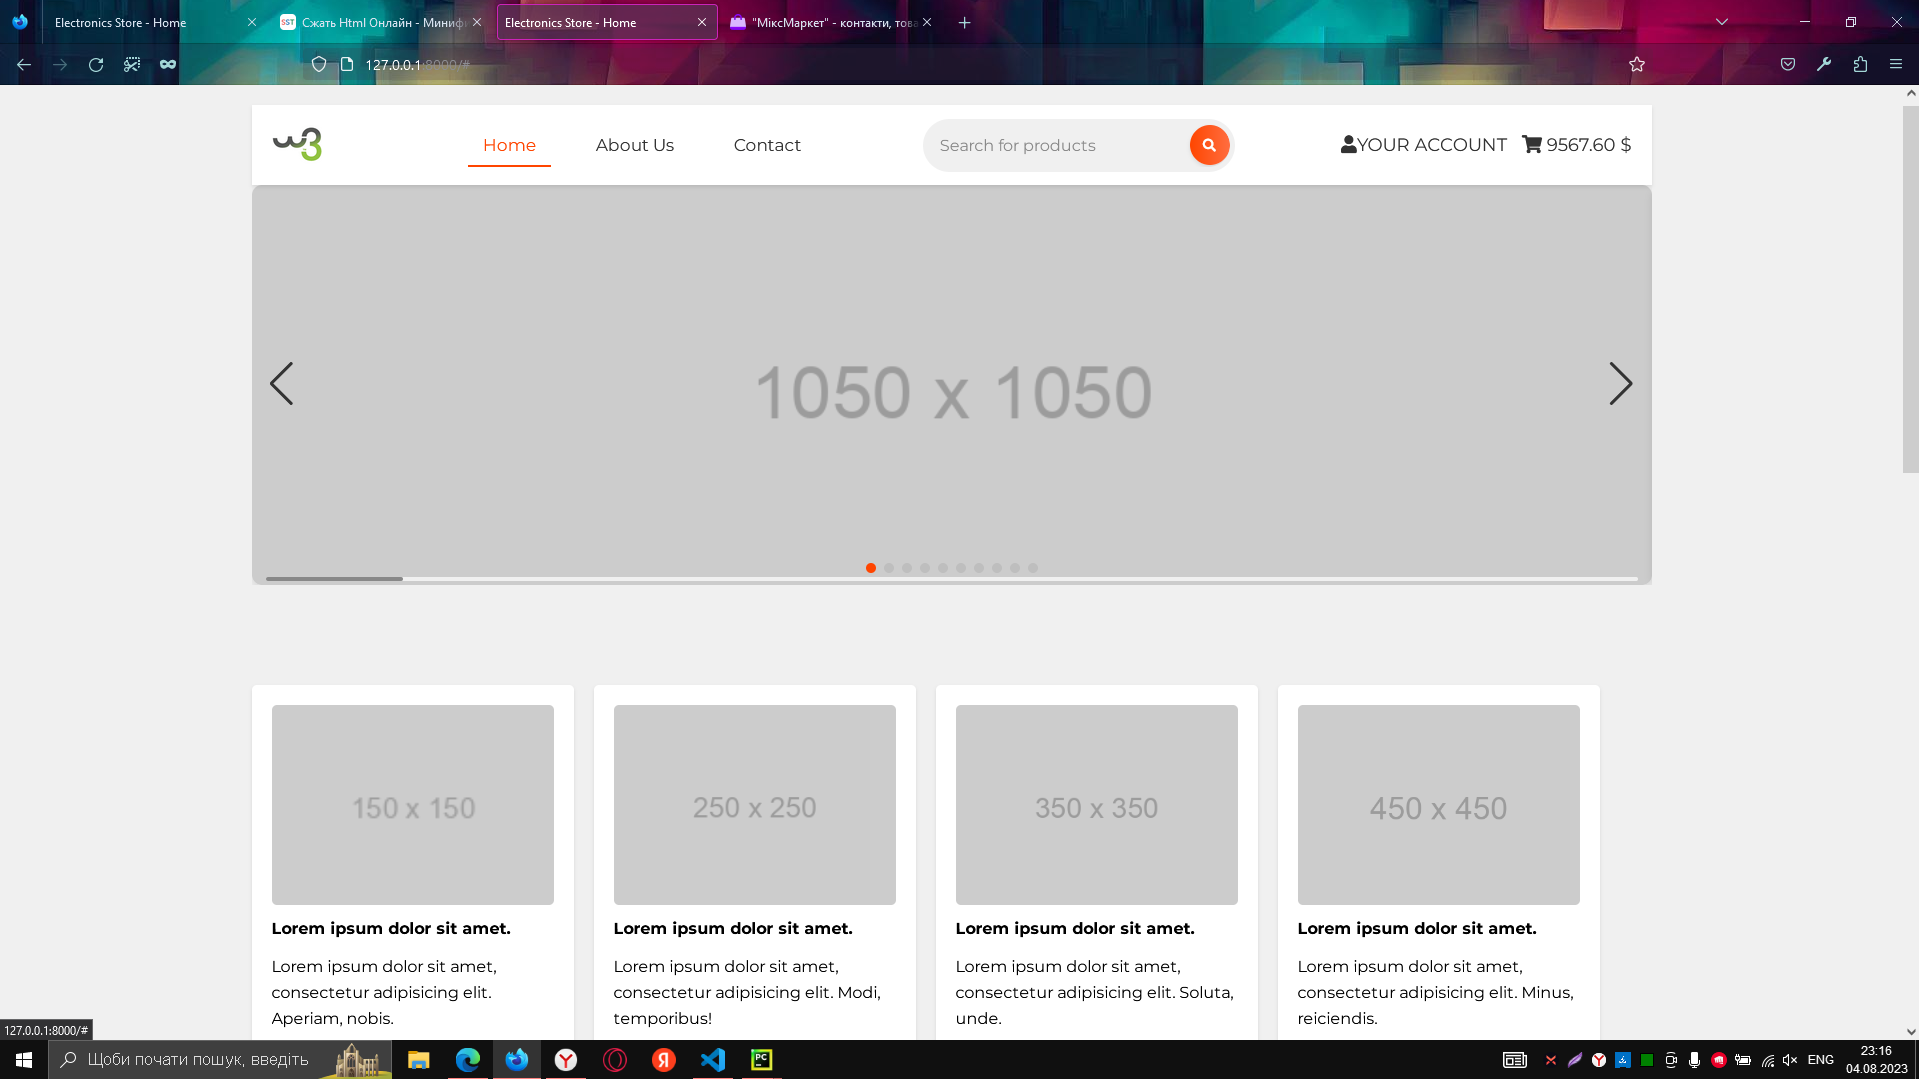 Electronics Store - Home
Сжать Html Онлайн - Миниф
Electronics Store - Home
"МіксМаркет" - контакти, това
127.0.0.1:8000/#
w3
Home
About Us
Contact
Search for products
YOUR ACCOUNT
9567.60 $
1050 x 1050
150 x 150
250 x 250
350 x 350
450 x 450
Lorem ipsum dolor sit amet.
Lorem ipsum dolor sit amet,
consectetur adipisicing elit.
Aperiam, nobis.
Lorem ipsum dolor sit amet.
Lorem ipsum dolor sit amet,
consectetur adipisicing elit. Modi,
temporibus!
Lorem ipsum dolor sit amet.
Lorem ipsum dolor sit amet,
consectetur adipisicing elit. Soluta,
unde.
Lorem ipsum dolor sit amet.
Lorem ipsum dolor sit amet,
consectetur adipisicing elit. Minus,
reiciendis.
127.0.0.1:8000/#
Щоби почати пошук, введіть
ENG
23:16
04.08.2023